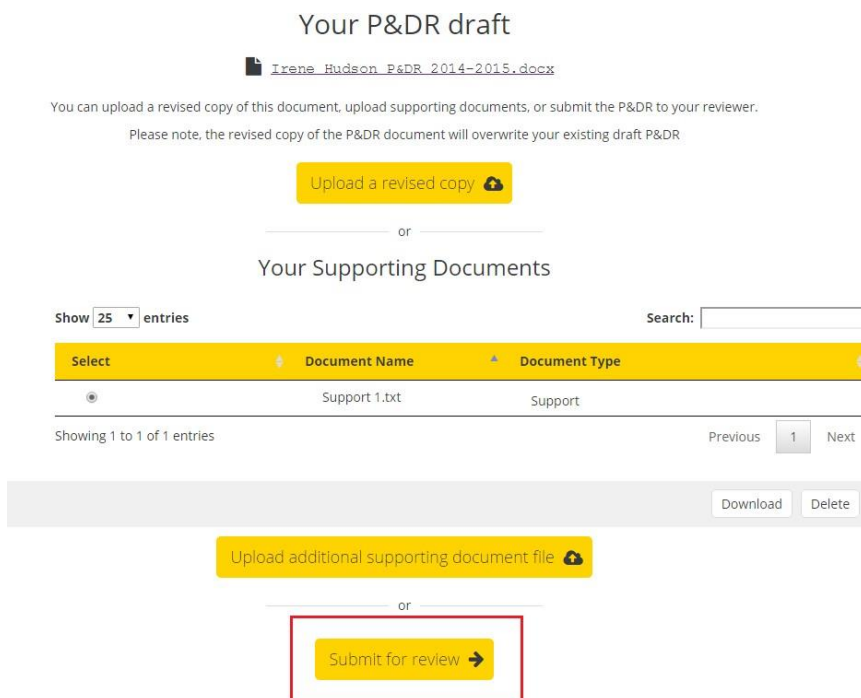 Your P&DR draft
Irene Hudson P&DR 2014-2015.docx
You can upload a revised copy of this document, upload supporting documents, or submit the P&DR to your reviewer.
Please note, the revised copy of the P&DR document will overwrite your existing draft P&DR
Upload a revised copy
or
Your Supporting Documents
Show 25 entries Search:
Select Document Name Document Type
Support 1.txt Support
Showing 1 to 1 of 1 entries Previous 1 Next
Download Delete
Upload additional supporting document file
or
Submit for review